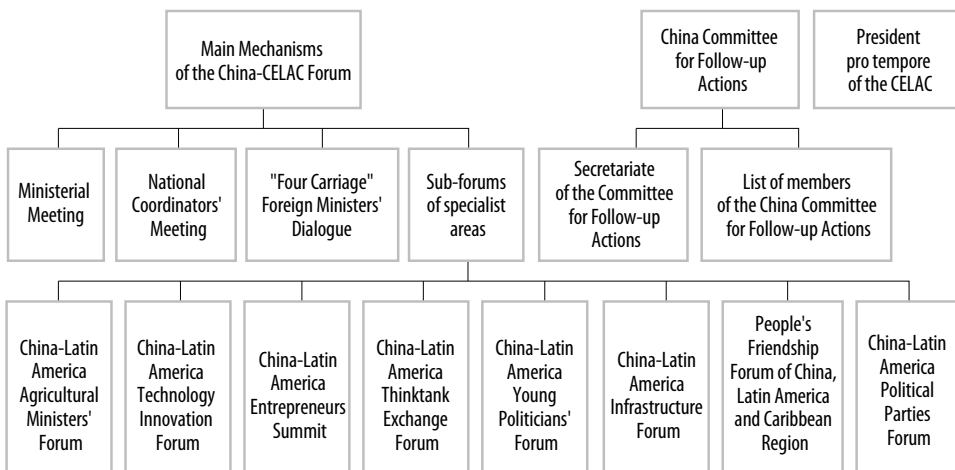 Main Mechanisms
of the China-CELAC Forum
China Committee
for Follow-up
Actions
President
pro tempore
of the CELAC
Ministerial
Meeting
National
Coordinators'
Meeting
"Four Carriage"
Foreign Ministers'
Dialogue
Sub-forums
of specialist
areas
Secretariate
of the Committee
for Follow-up
Actions
List of members
of the China Committee
for Follow-up Actions
China-Latin
America
Agricultural
Ministers'
Forum
China-Latin
America
Technology
Innovation
Forum
China-Latin
America
Entrepreneurs
Summit
China-Latin
America
Thinktank
Exchange
Forum
China-Latin
America
Young
Politicians'
Forum
China-Latin
America
Infrastructure
Forum
People's
Friendship
Forum of China,
Latin America
and Caribbean
Region
China-Latin
America
Political
Parties
Forum